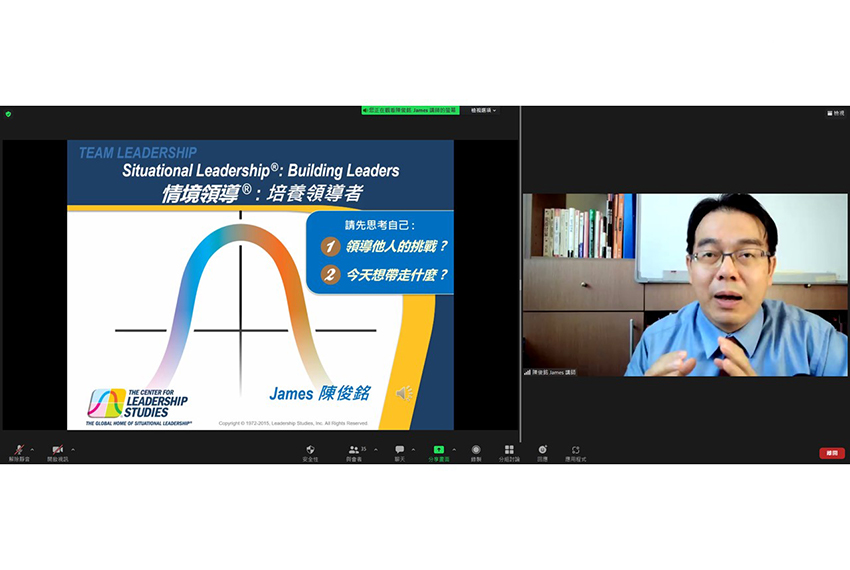 您正在觀看陳俊銘 James 講師的螢幕
檢視選項
檢視
TEAM LEADERSHIP
Situational Leadership®: Building Leaders
情境領導®：培養領導者
請先思考自己：
1 領導他人的挑戰？
2 今天想帶走什麼？
James 陳俊銘
THE CENTER FOR
LEADERSHIP
STUDIES
THE GLOBAL HOME OF SITUATIONAL LEADERSHIP®
Copyright © 1972-2015, Leadership Studies, Inc. All Rights Reserved
陳俊銘 James 講師
解除靜音
開啟視訊
安全性
與會者
聊天
分享螢幕
錄製
分組討論
回應
應用程式
離開